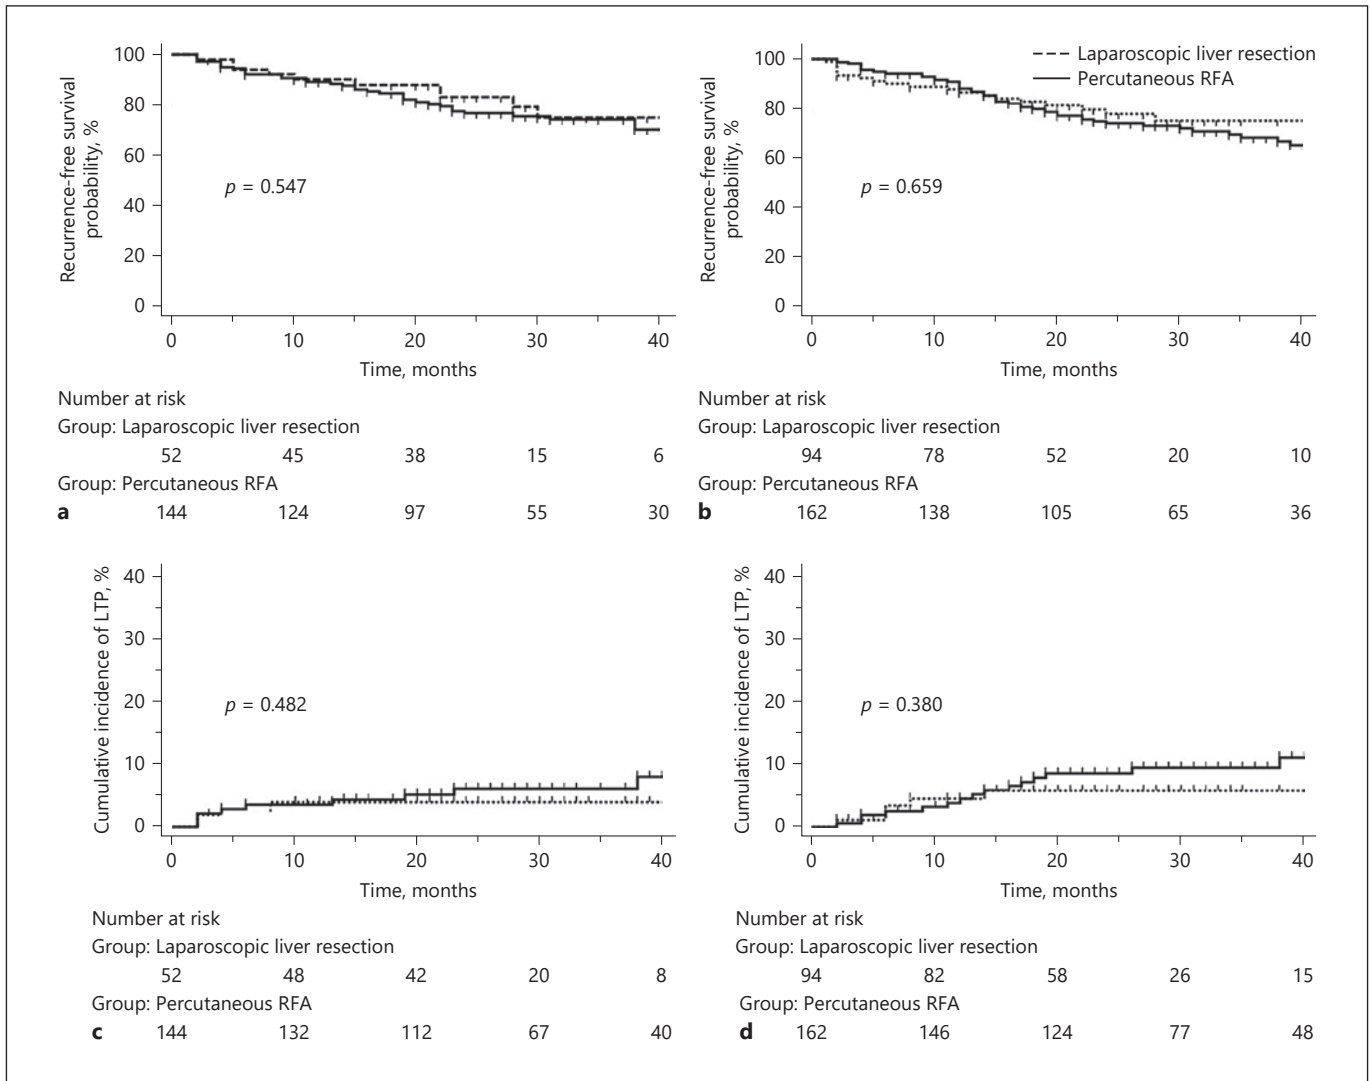 100
80
60
40
20
0
Recurrence-free survival
probability, %
p = 0.547
0 10 20 30 40
Time, months
Number at risk
Group: Laparoscopic liver resection
52 45 38 15 6
Group: Percutaneous RFA
a 144 124 97 55 30
Laparoscopic liver resection
Percutaneous RFA
100
80
60
40
20
0
Recurrence-free survival
probability, %
p = 0.659
0 10 20 30 40
Time, months
Number at risk
Group: Laparoscopic liver resection
94 78 52 20 10
Group: Percutaneous RFA
b 162 138 105 65 36
40
30
20
10
0
Cumulative incidence of LTP, %
p = 0.482
0 10 20 30 40
Time, months
Number at risk
Group: Laparoscopic liver resection
52 48 42 20 8
Group: Percutaneous RFA
c 144 132 112 67 40
40
30
20
10
0
Cumulative incidence of LTP, %
p = 0.380
0 10 20 30 40
Time, months
Number at risk
Group: Laparoscopic liver resection
94 82 58 26 15
Group: Percutaneous RFA
d 162 146 124 77 48